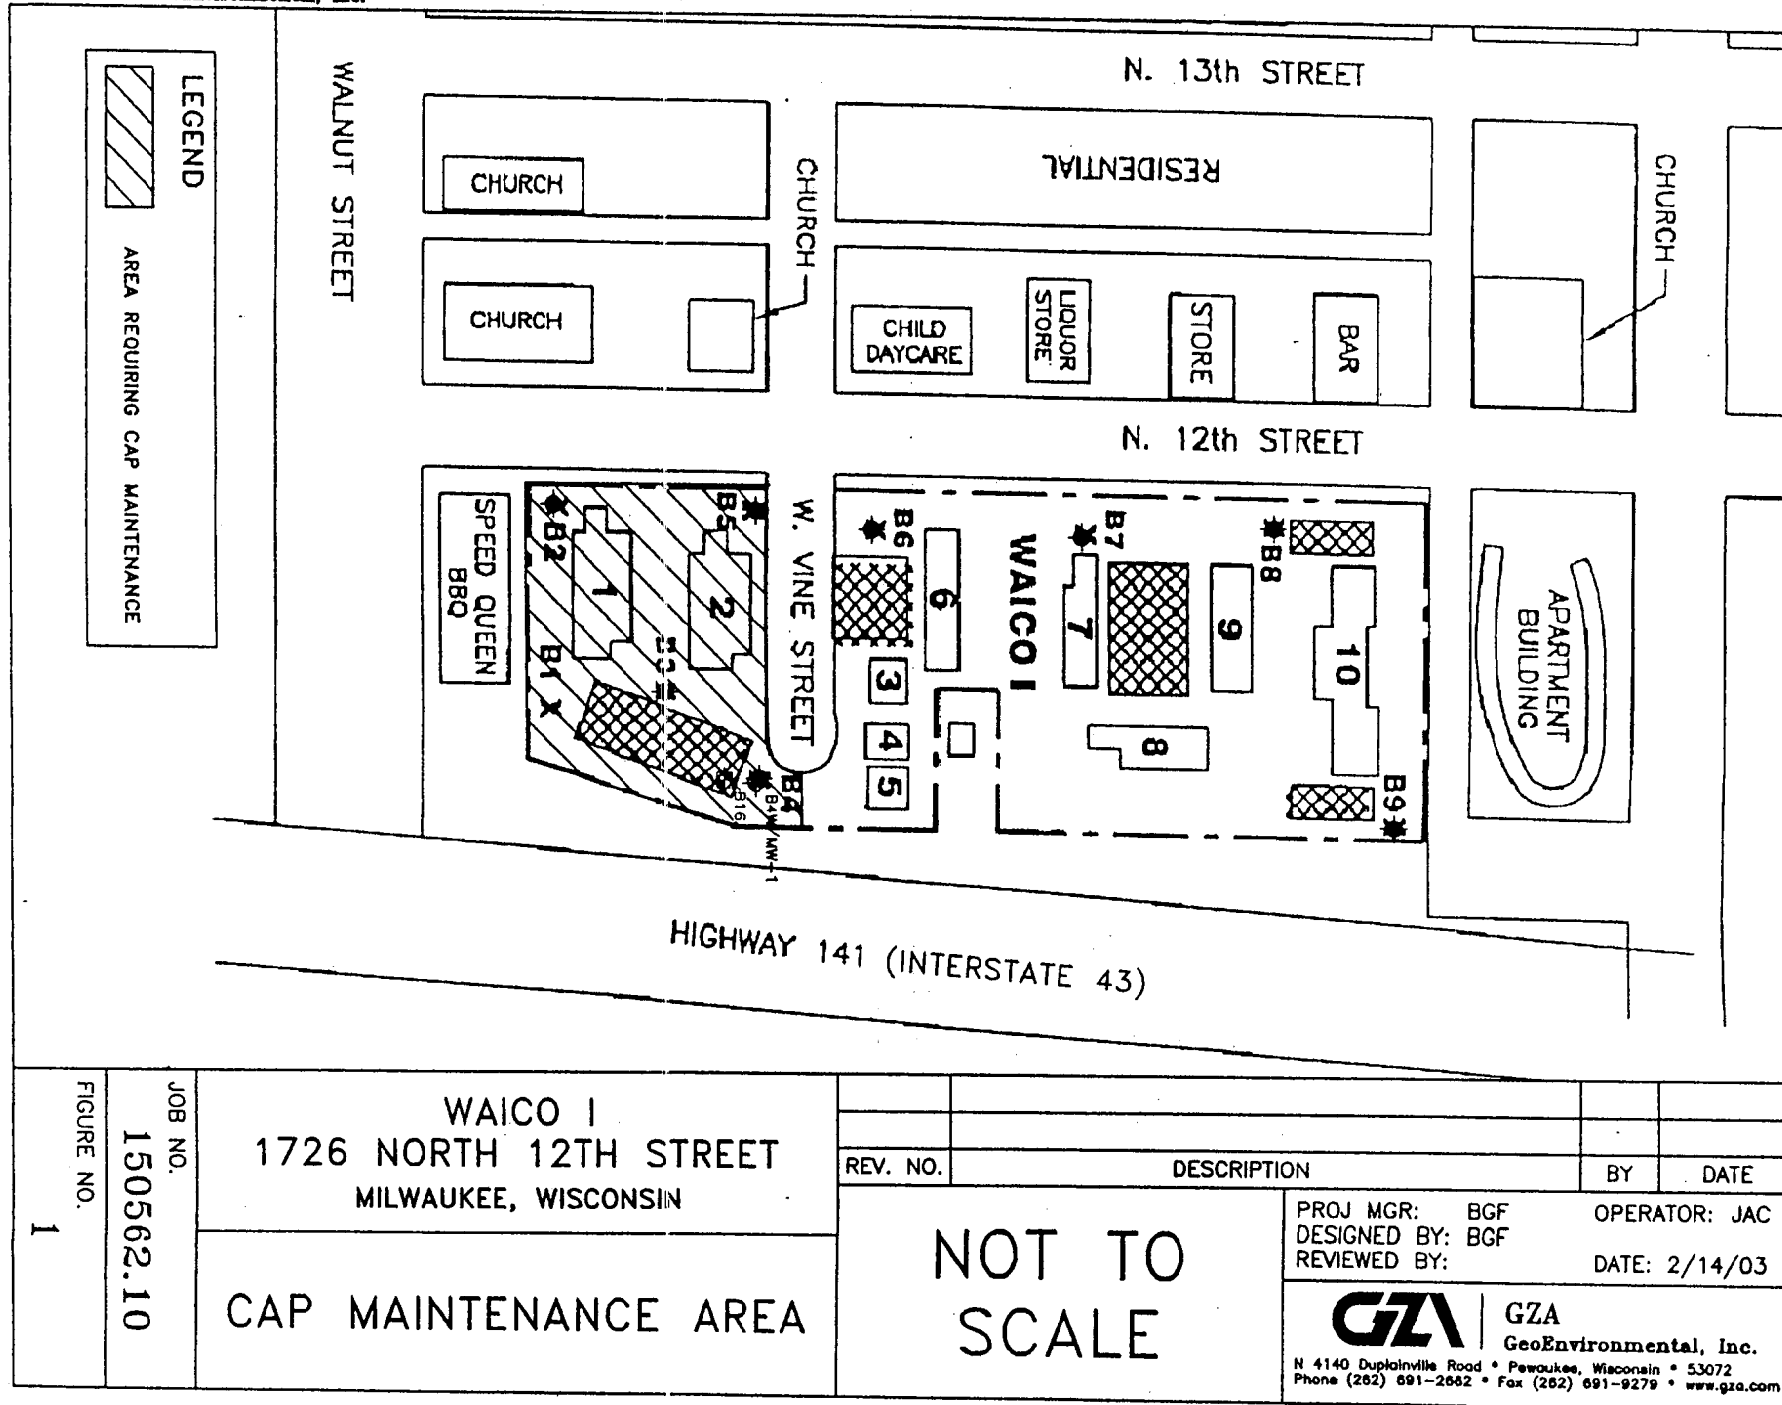 LEGEND
AREA REQUIRING CAP MAINTENANCE
WALNUT STREET
N. 13th STREET
CHURCH
CHURCH
RESIDENTIAL
CHURCH
CHURCH
CHILD
DAYCARE
LIQUOR
STORE
STORE
BAR
CHURCH
N. 12th STREET
SPEED QUEEN
BBQ
B2
1
B1
B5
2
B16
B4W/MW-1
B4
W. VINE STREET
B6
6
3
4
5
WAICO I
B7
7
8
9
B8
10
B9
APARTMENT
BUILDING
HIGHWAY 141 (INTERSTATE 43)
FIGURE NO.
1
JOB NO.
150562.10
WAICO I
1726 NORTH 12TH STREET
MILWAUKEE, WISCONSIN
CAP MAINTENANCE AREA
REV. NO.
DESCRIPTION
BY
DATE
NOT TO
SCALE
PROJ MGR: BGF
OPERATOR: JAC
DESIGNED BY: BGF
REVIEWED BY:
DATE: 2/14/03
GZA
GZA
GeoEnvironmental, Inc.
N 4140 Duplainville Road * Pewaukee, Wisconsin * 53072
Phone (262) 691-2662 * Fax (262) 691-9279 * www.gza.com